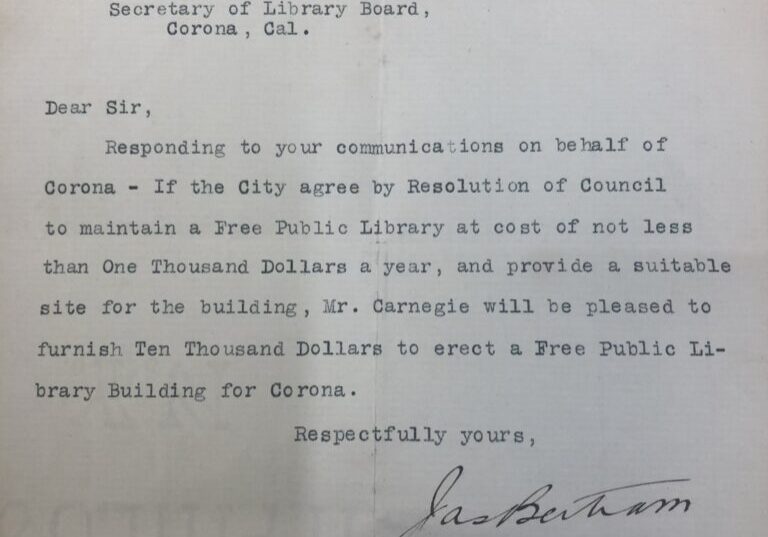 Secretary of Library Board,
Corona, Cal.
Dear Sir,
Responding to your communications on behalf of
Corona - If the City agree by Resolution of Council
to maintain a Free Public Library at cost of not less
than One Thousand Dollars a year, and provide a suitable
site for the building, Mr. Carnegie will be pleased to
furnish Ten Thousand Dollars to erect a Free Public Li-
brary Building for Corona.
Respectfully yours,
Jas Bertram